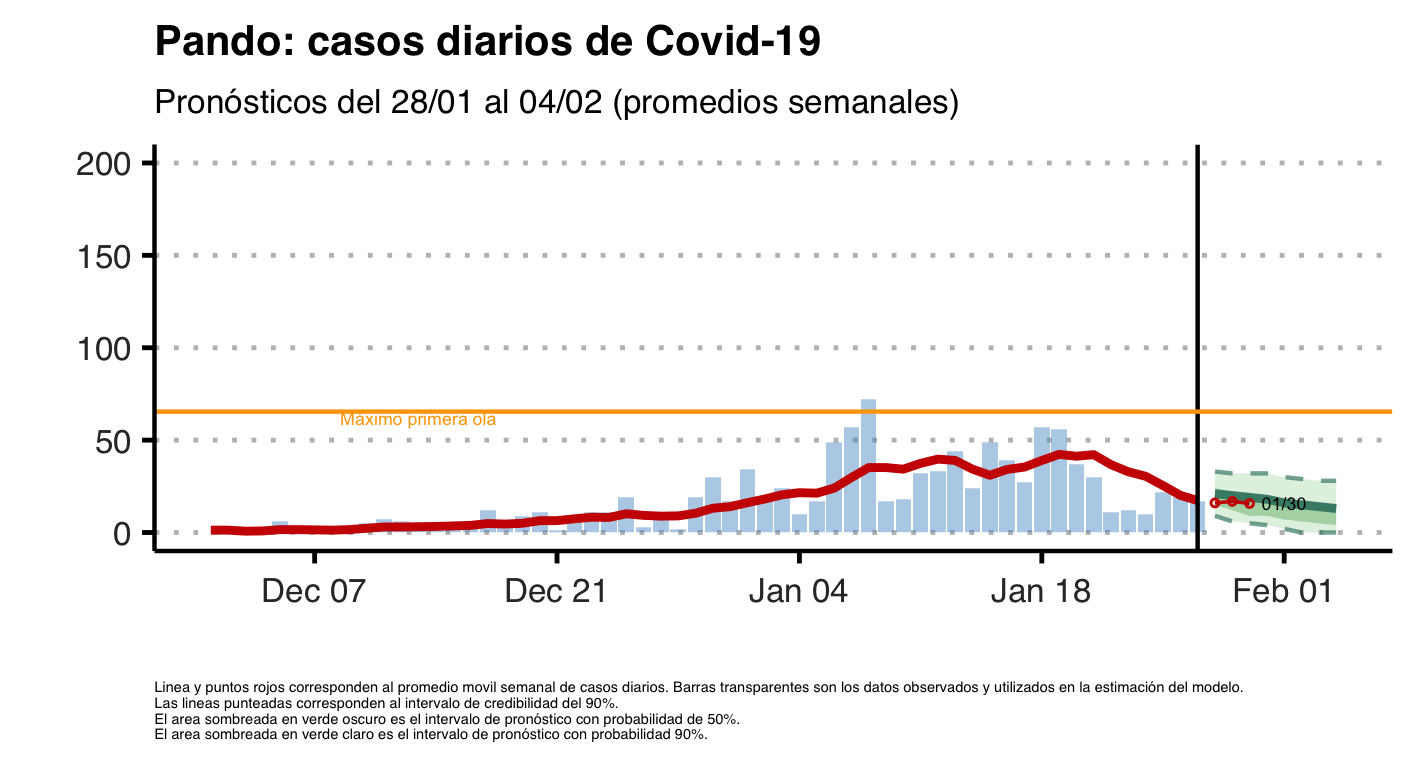 Pando: casos diarios de Covid-19
Pronósticos del 28/01 al 04/02 (promedios semanales)
200
150
100
Maximo primera ola
50
01/30
0
Dec 07 Dec 21 Jan 04 Jan 18 Feb 01
Linea y puntos rojos corresponden al promedio movil semanal de casos diarios. Barras transparentes son los datos observados y utilizados en la estimación del modelo.
Las lineas punteadas corresponden al intervalo de credibilidad del 90%.
El area sombreada en verde oscuro es el intervalo de pronóstico con probabilidad de 50%.
El area sombreada en verde claro es el intervalo de pronóstico con probabilidad 90%.